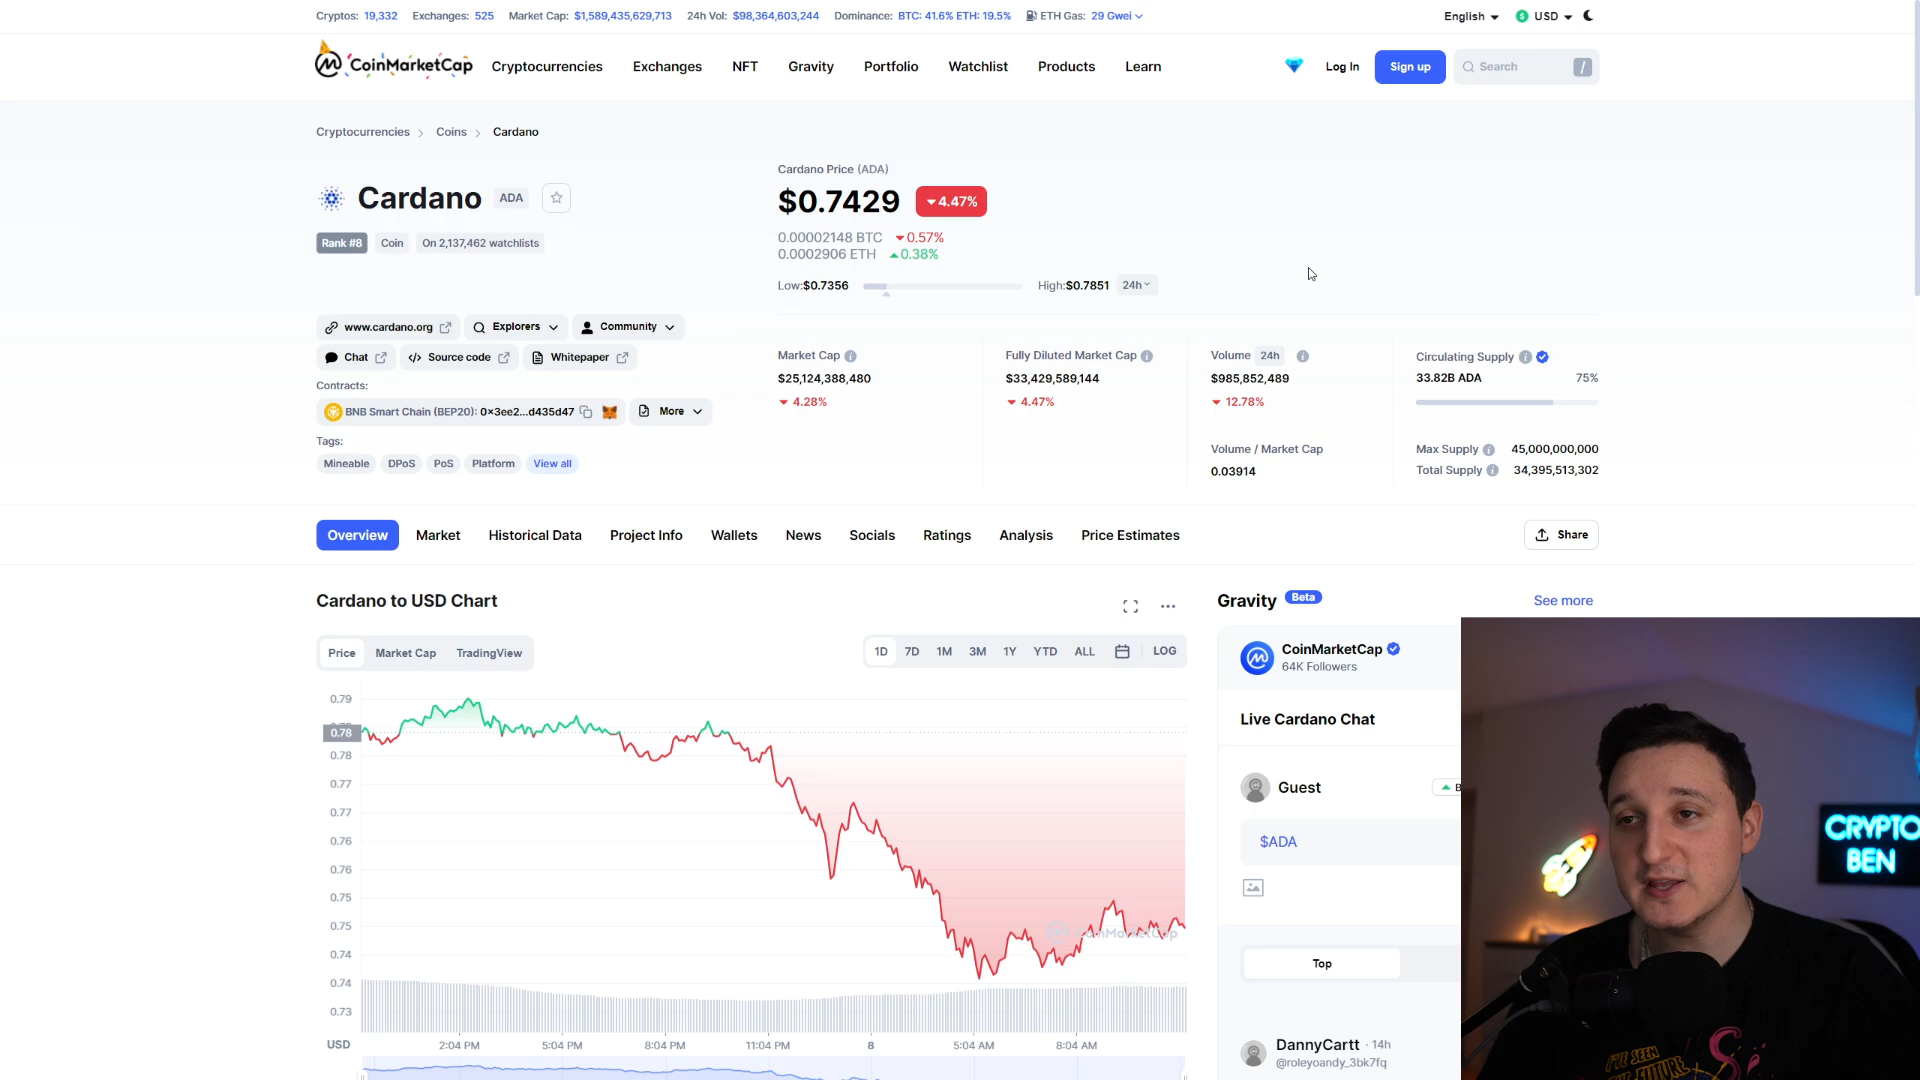 Cryptos: 19,332 Exchanges: 525 Market Cap: $1,589,435,629,713 24h Vol: $98,364,603,244 Dominance: BTC: 41.6% ETH: 19.5% ETH Gas: 29 Gwei English USD
CoinMarketCap Cryptocurrencies Exchanges NFT Gravity Portfolio Watchlist Products Learn Log In Sign up Search /
Cryptocurrencies > Coins > Cardano
Cardano Price (ADA)
Cardano ADA $0.7429 4.47%
Rank #8 Coin On 2,137,462 watchlists 0.00002148 BTC 0.57%
0.0002906 ETH 0.38%
Low:$0.7356 High:$0.7851 24h
www.cardano.org Explorers Community
Chat Source code Whitepaper
Contracts:
BNB Smart Chain (BEP20): 0x3ee2...d435d47 More
Tags:
Mineable DPoS PoS Platform View all
Market Cap
$25,124,388,480
4.28%
Fully Diluted Market Cap
$33,429,589,144
4.47%
Volume 24h
$985,852,489
12.78%
Volume / Market Cap
0.03914
Circulating Supply
33.82B ADA 75%
Max Supply 45,000,000,000
Total Supply 34,395,513,302
Overview Market Historical Data Project Info Wallets News Socials Ratings Analysis Price Estimates Share
Cardano to USD Chart
Price Market Cap TradingView 1D 7D 1M 3M 1Y YTD ALL LOG
0.79
0.78
0.78
0.77
0.77
0.76
0.76
0.75
0.75
0.74
0.74
0.73
CoinMarketCap
USD 2:04 PM 5:04 PM 8:04 PM 11:04 PM 8 5:04 AM 8:04 AM
Gravity Beta See more
CoinMarketCap
64K Followers
Live Cardano Chat
Guest
$ADA
Top
DannyCartt · 14h
@roleyoandy_3bk7fq
CRYPTO
BEN
I'VE SEEN
THE FUTURE